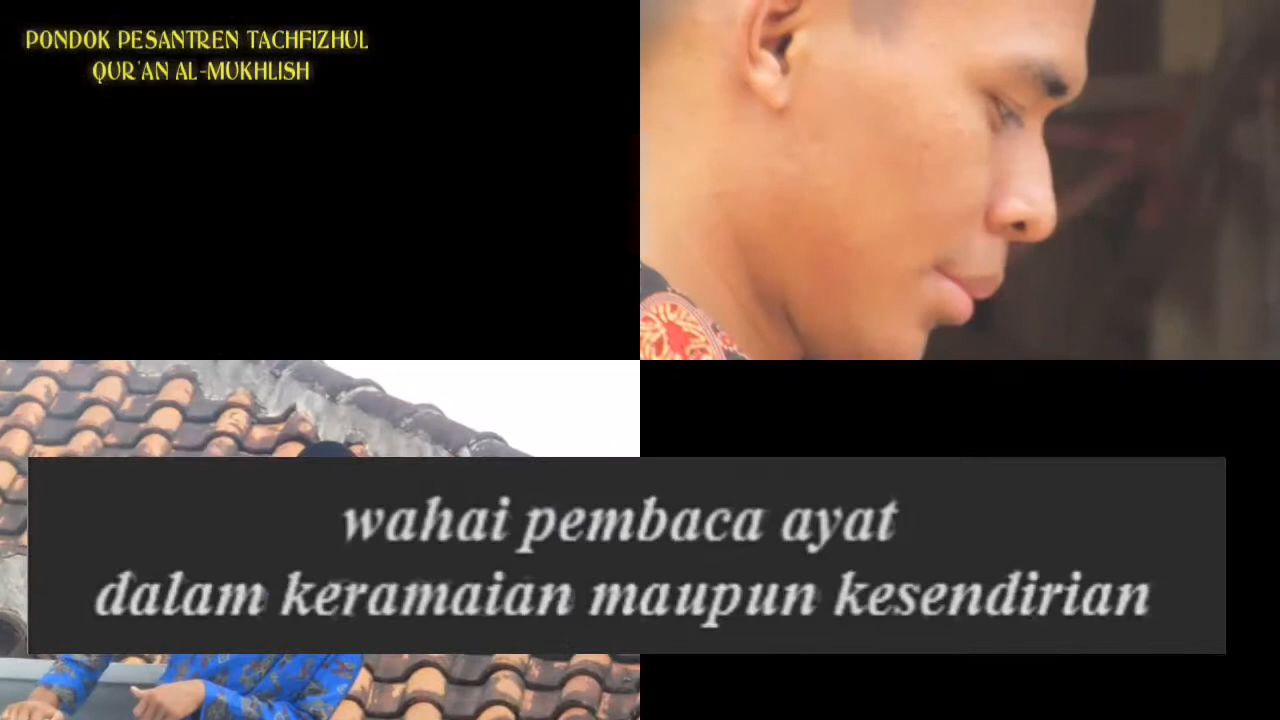 PONDOK PESANTREN TACHFIZHUL
QUR'AN AL-MUKHLISH
wahai pembaca ayat
dalam keramaian maupun kesendirian